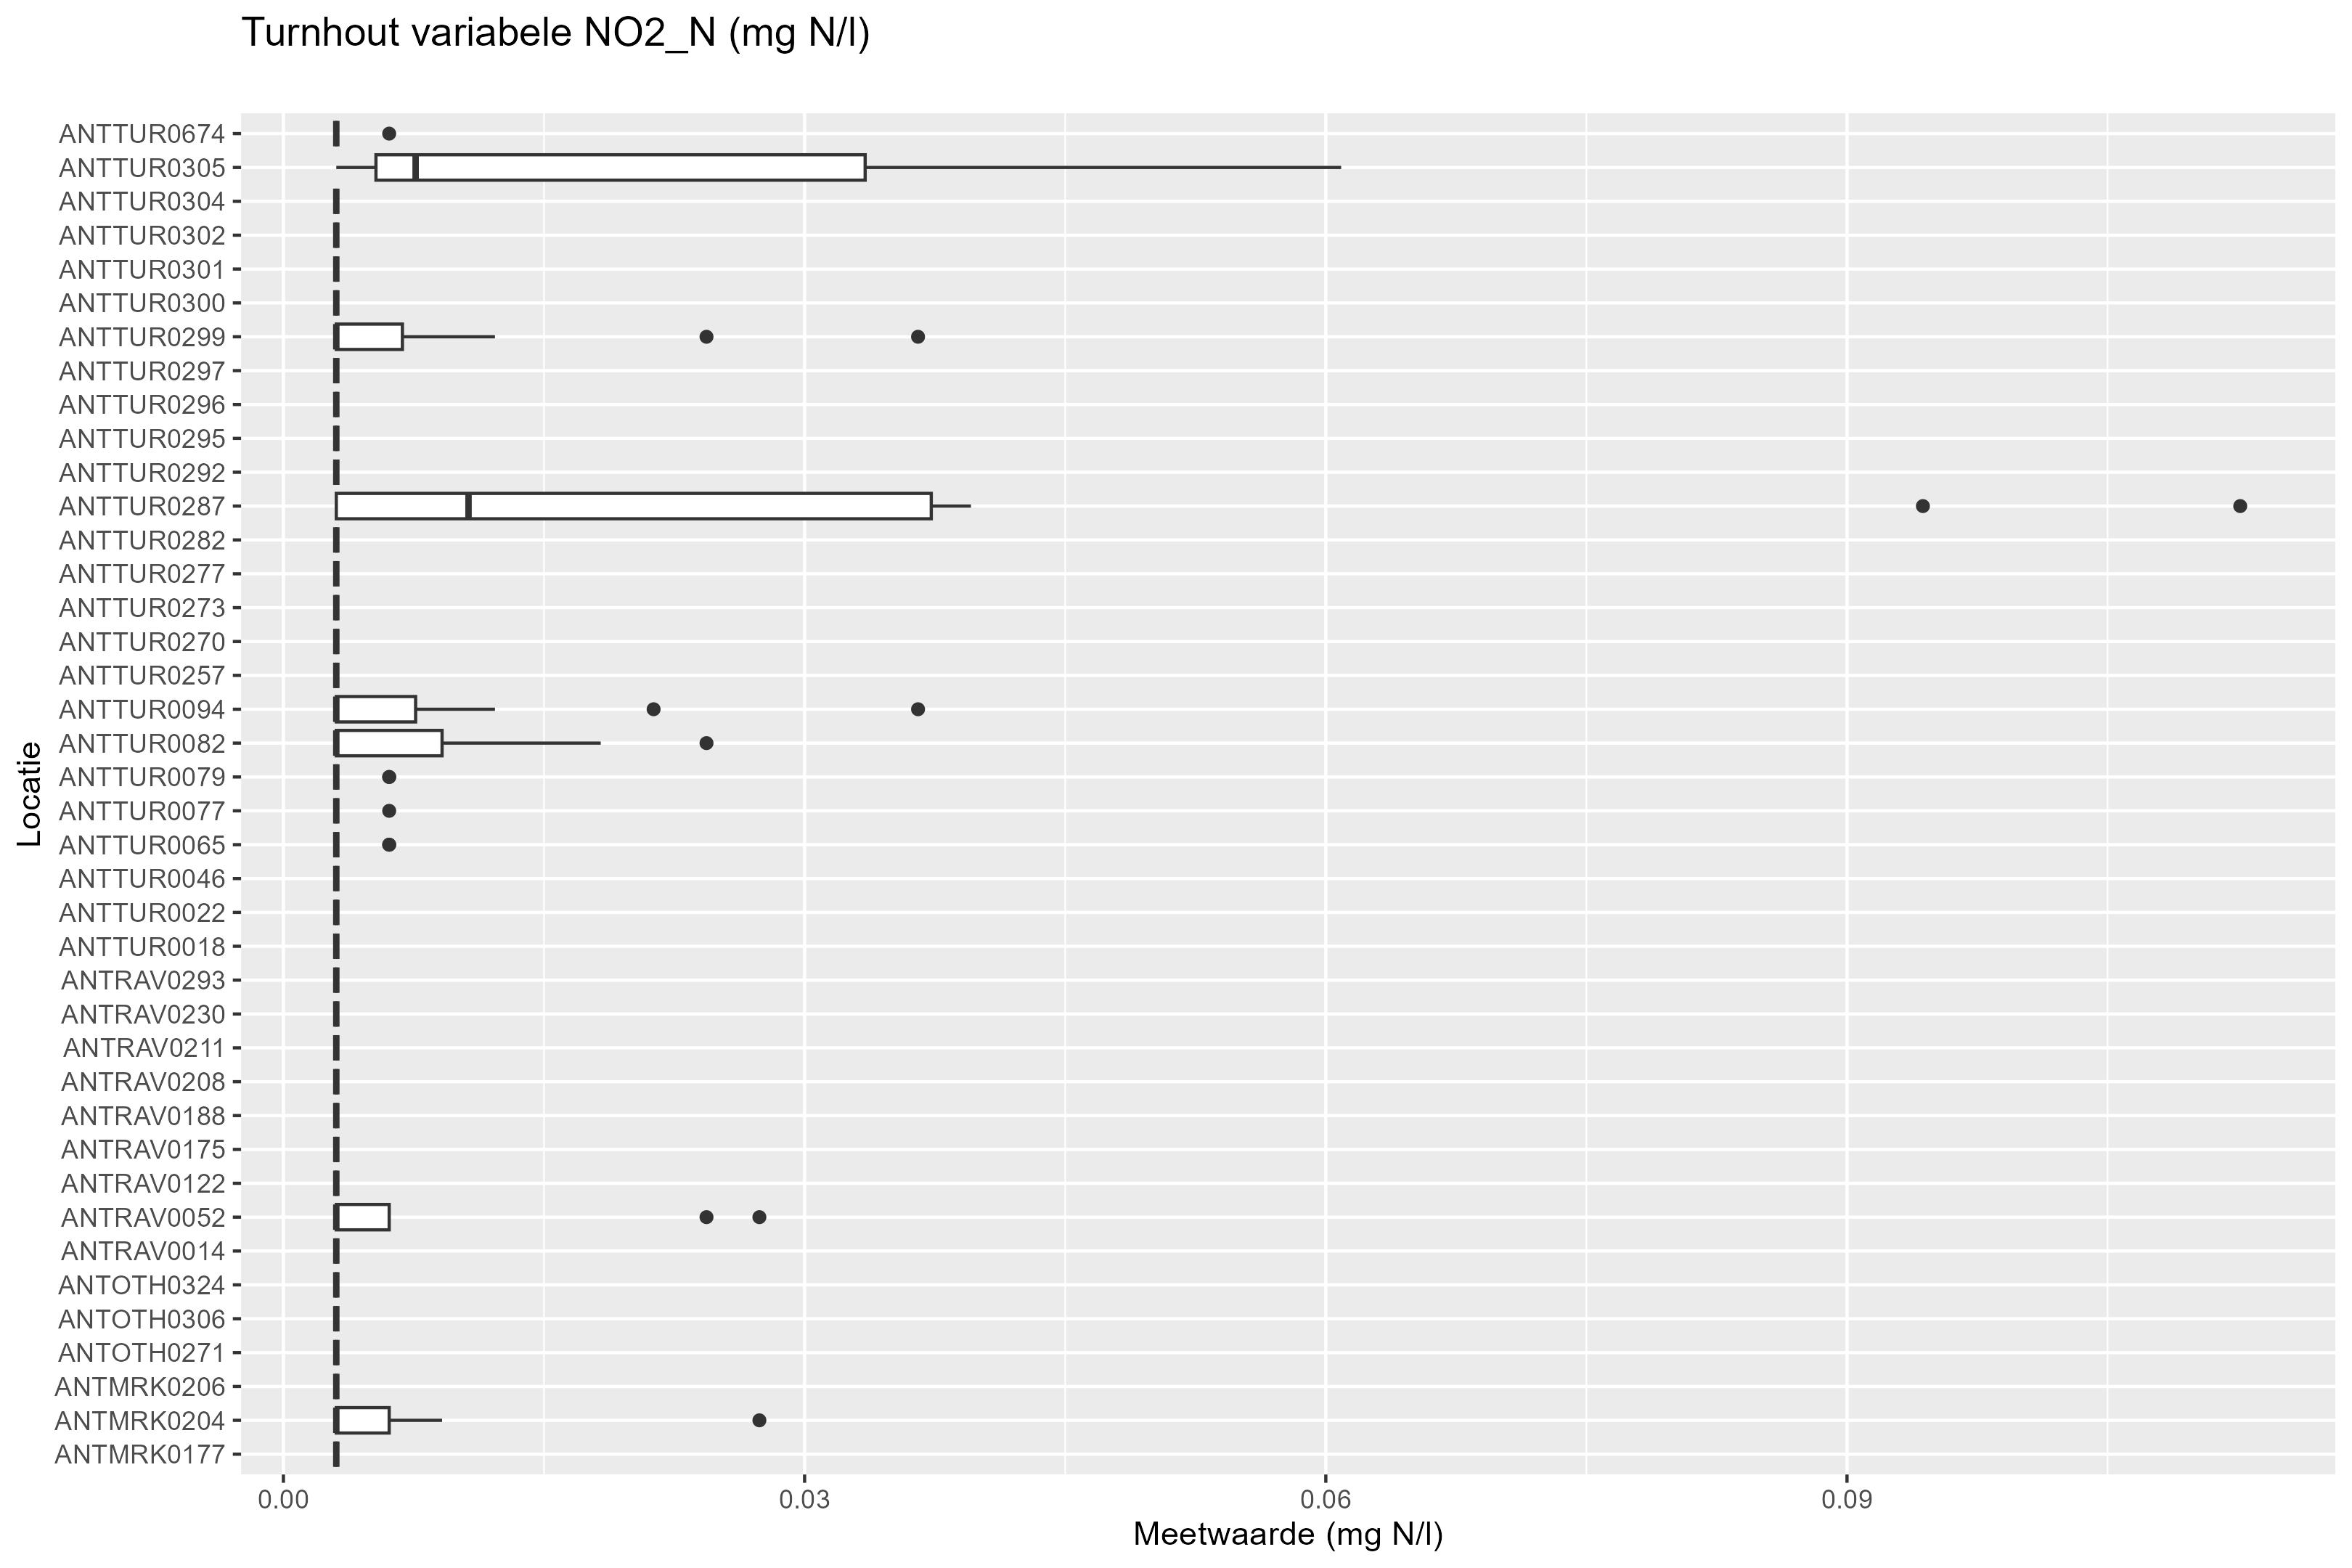 Turnhout variabele NO2_N (mg N/l)
ANTTUR0674
ANTTUR0305
ANTTUR0304
ANTTUR0302
ANTTUR0301
ANTTUR0300
ANTTUR0299
ANTTUR0297
ANTTUR0296
ANTTUR0295
ANTTUR0292
ANTTUR0287
ANTTUR0282
ANTTUR0277
ANTTUR0273
ANTTUR0270
ANTTUR0257
ANTTUR0094
ANTTUR0082
ANTTUR0079
ANTTUR0077
ANTTUR0065
ANTTUR0046
ANTTUR0022
ANTTUR0018
ANTRAV0293
ANTRAV0230
ANTRAV0211
ANTRAV0208
ANTRAV0188
ANTRAV0175
ANTRAV0122
ANTRAV0052
ANTRAV0014
ANTOTH0324
ANTOTH0306
ANTOTH0271
ANTMRK0206
ANTMRK0204
ANTMRK0177
Locatie
0.00 0.03 0.06 0.09
Meetwaarde (mg N/l)